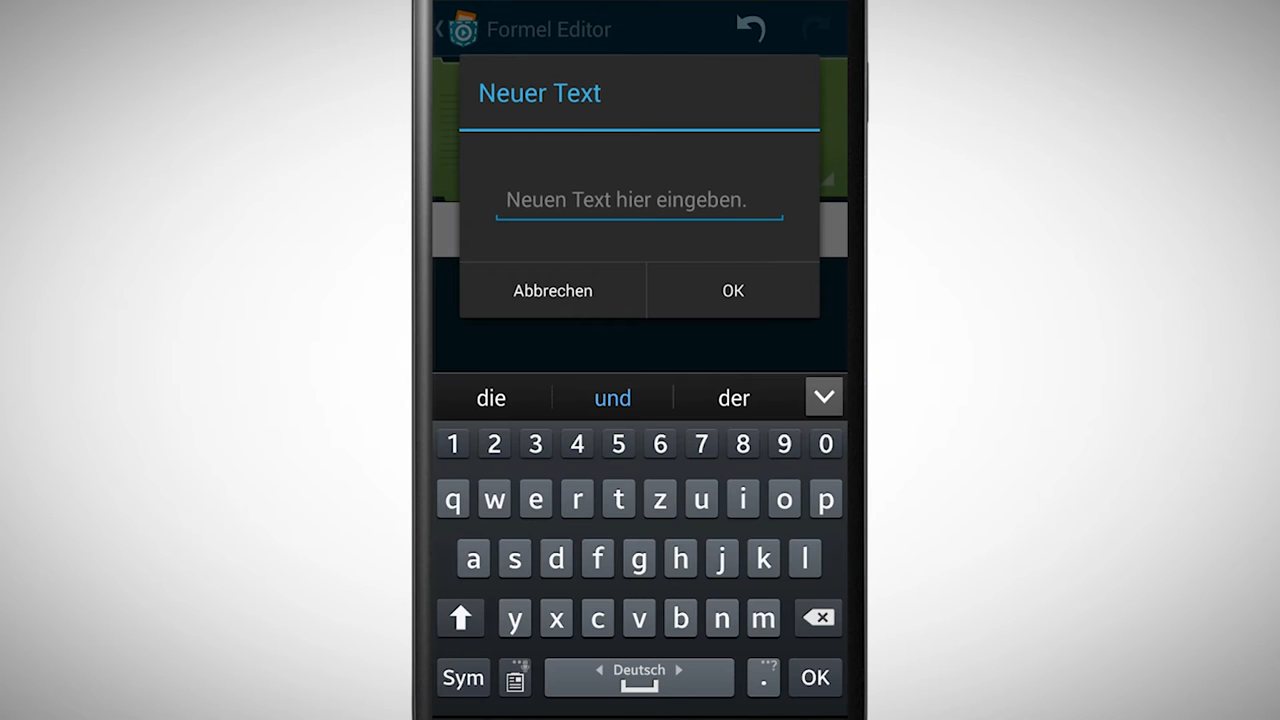 Formel Editor
Neuer Text
Neuen Text hier eingeben.
Abbrechen OK
die und der
1 2 3 4 5 6 7 8 9 0
q w e r t z u i o p
a s d f g h j k l
y x c v b n m
Sym Deutsch . ? OK